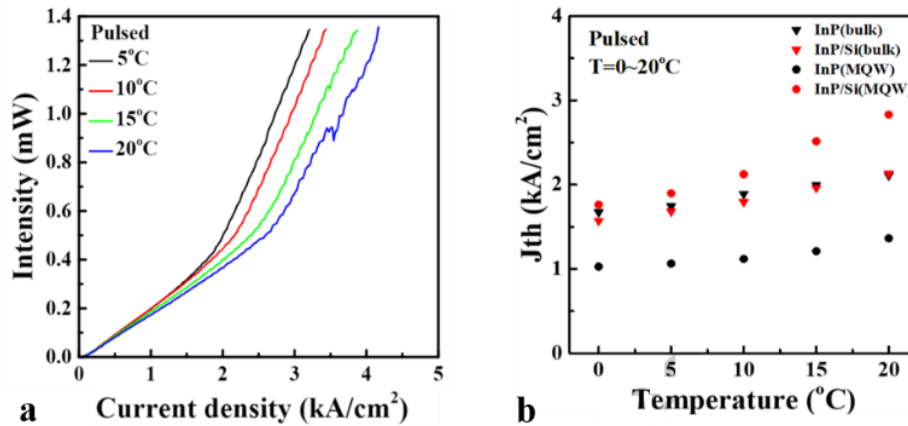 Pulsed
5°C
10°C
15°C
20°C
1.4
1.2
1.0
0.8
0.6
0.4
0.2
0.0
0 1 2 3 4 5
Intensity (mW)
Current density (kA/cm²)
a
Pulsed
T=0~20°C
InP(bulk)
InP/Si(bulk)
InP(MQW)
InP/Si(MQW)
4
3
2
1
0
0 5 10 15 20
Jth (kA/cm²)
Temperature (°C)
b